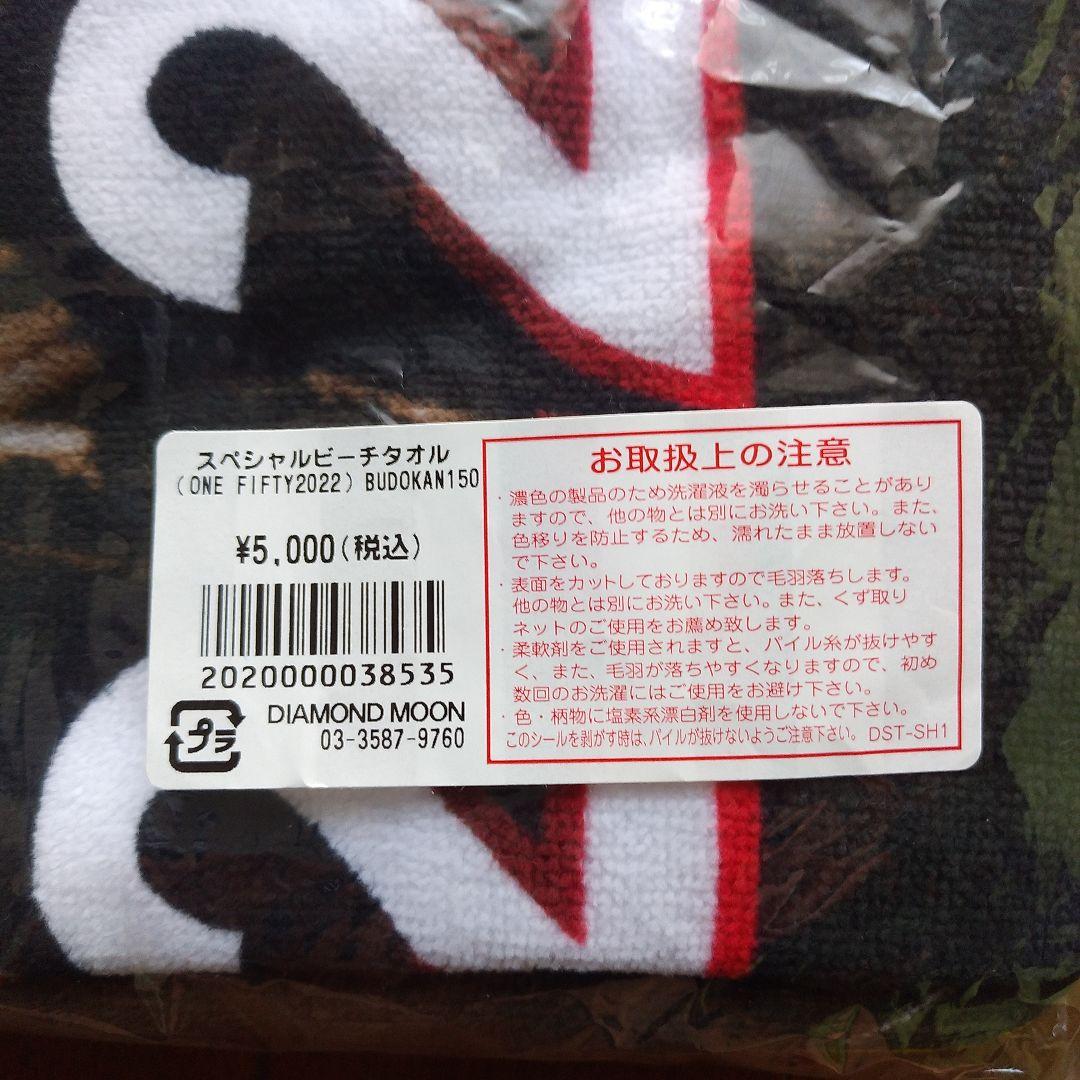 22
スペシャルビーチタオル
(ONE FIFTY2022) BUDOKAN150
¥5,000(税込)
2020000038535
プラ
DIAMOND MOON
03-3587-9760
お取扱上の注意
・濃色の製品のため洗濯液を濁らせることがあり
ますので、他の物とは別にお洗い下さい。また、
色移りを防止するため、濡れたまま放置しない
で下さい。
・表面をカットしておりますので毛羽落ちします。
他の物とは別にお洗い下さい。また、くず取り
ネットのご使用をお薦め致します。
・柔軟剤をご使用されますと、パイル糸が抜けやす
く、また、毛羽が落ちやすくなりますので、初め
数回のお洗濯にはご使用をお避け下さい。
・色・柄物に塩素系漂白剤を使用しないで下さい。
このシールを剥がす時は、パイルが抜けないようご注意下さい。 DST-SH1